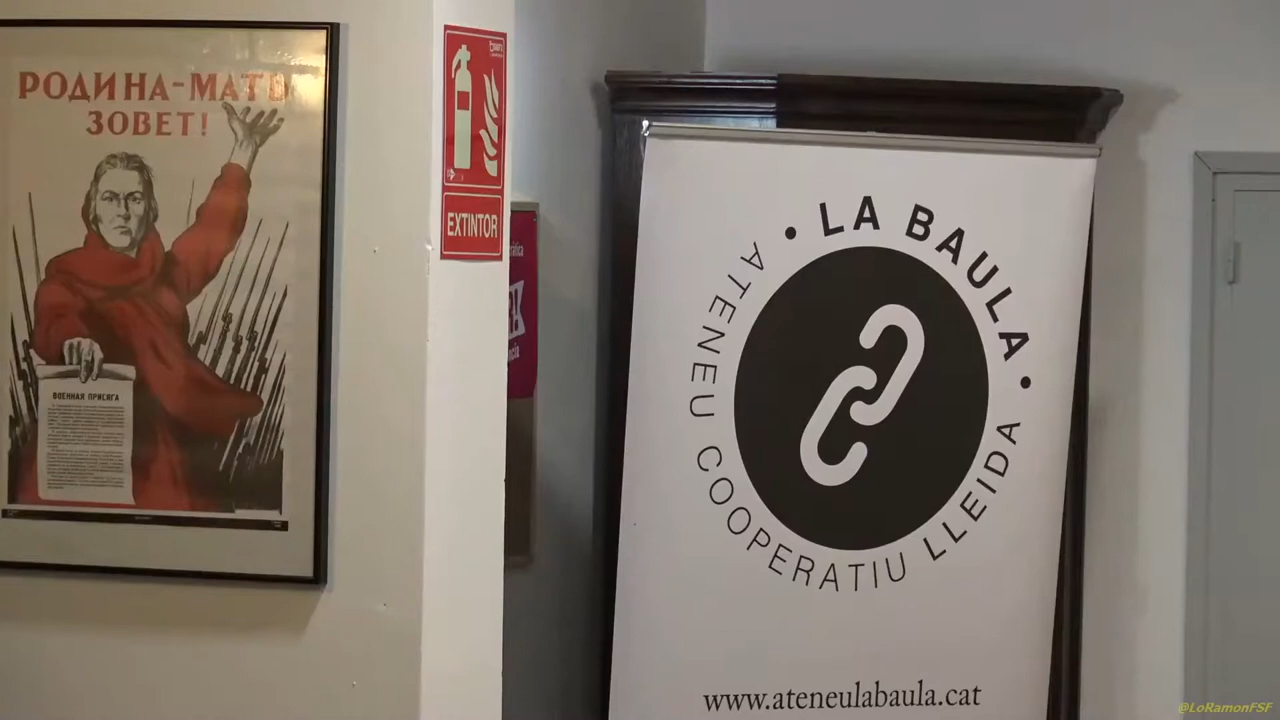 РОДИНА-МАТЬ
ЗОВЕТ!
ВОЕННАЯ ПРИСЯГА
EXTINTOR
• LA BAULA •
ATENEU COOPERATIU LLEIDA
www.ateneulabaula.cat
@LoRamonFSF